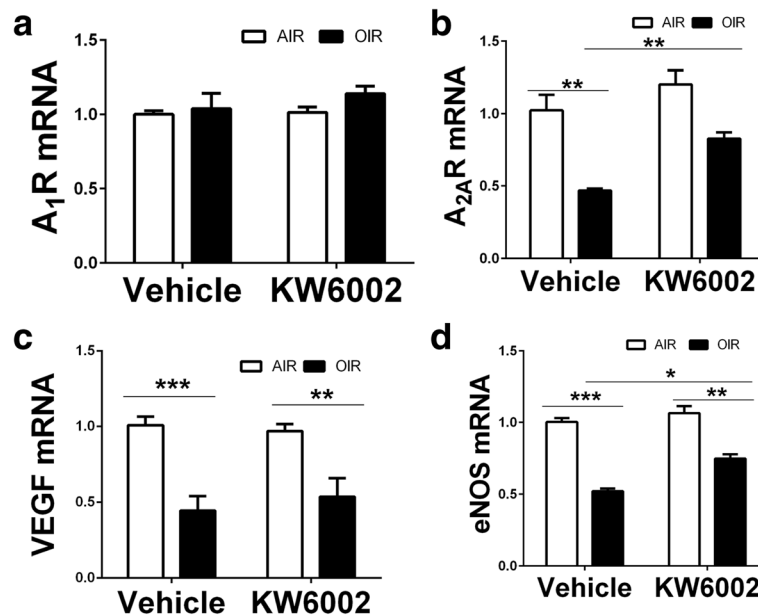 a
AIR OIR
A1R mRNA
1.5
1.0
0.5
0.0
Vehicle KW6002
b
AIR OIR
A2AR mRNA
1.5
1.0
0.5
0.0
**
**
Vehicle KW6002
c
AIR OIR
VEGF mRNA
1.5
1.0
0.5
0.0
***
**
Vehicle KW6002
d
AIR OIR
eNOS mRNA
1.5
1.0
0.5
0.0
*
*** **
Vehicle KW6002